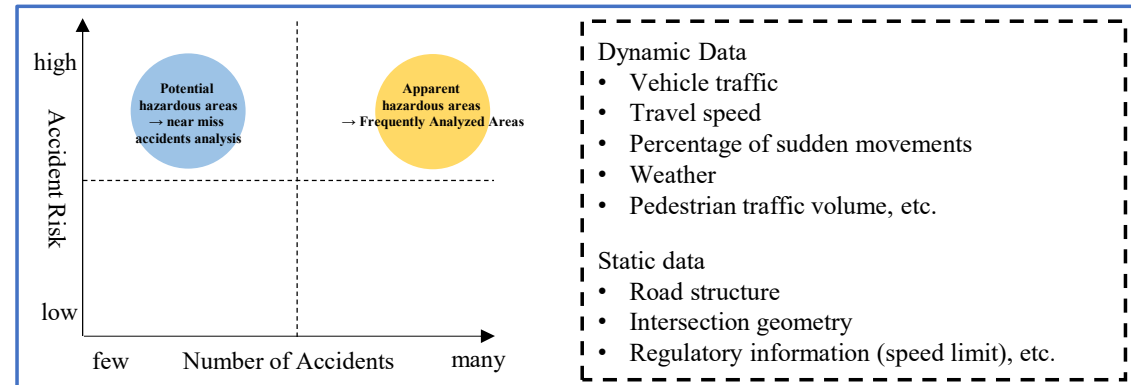 high
Accident Risk
low
Potential
hazardous areas
→ near miss
accidents analysis
Apparent
hazardous areas
→ Frequently Analyzed Areas
few
Number of Accidents
many
Dynamic Data
• Vehicle traffic
• Travel speed
• Percentage of sudden movements
• Weather
• Pedestrian traffic volume, etc.
Static data
• Road structure
• Intersection geometry
• Regulatory information (speed limit), etc.